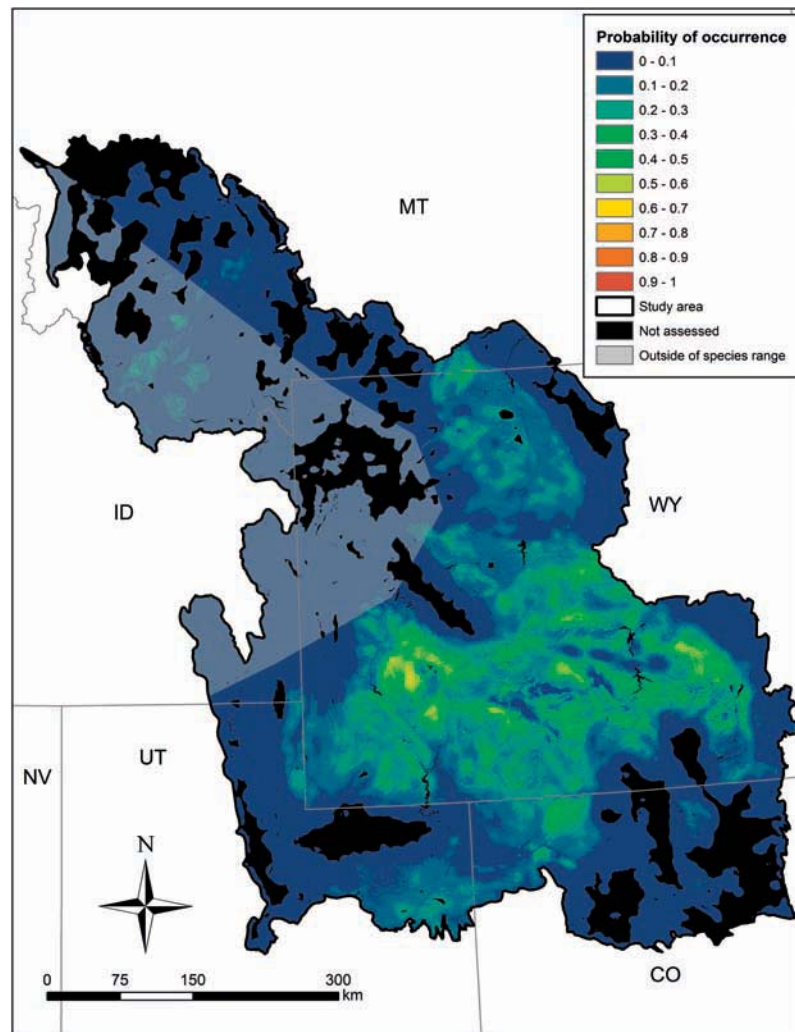 Probability of occurrence
0 - 0.1
0.1 - 0.2
0.2 - 0.3
0.3 - 0.4
0.4 - 0.5
0.5 - 0.6
0.6 - 0.7
0.7 - 0.8
0.8 - 0.9
0.9 - 1
Study area
Not assessed
Outside of species range
MT
ID
WY
NV
UT
N
CO
0 75 150 300
km